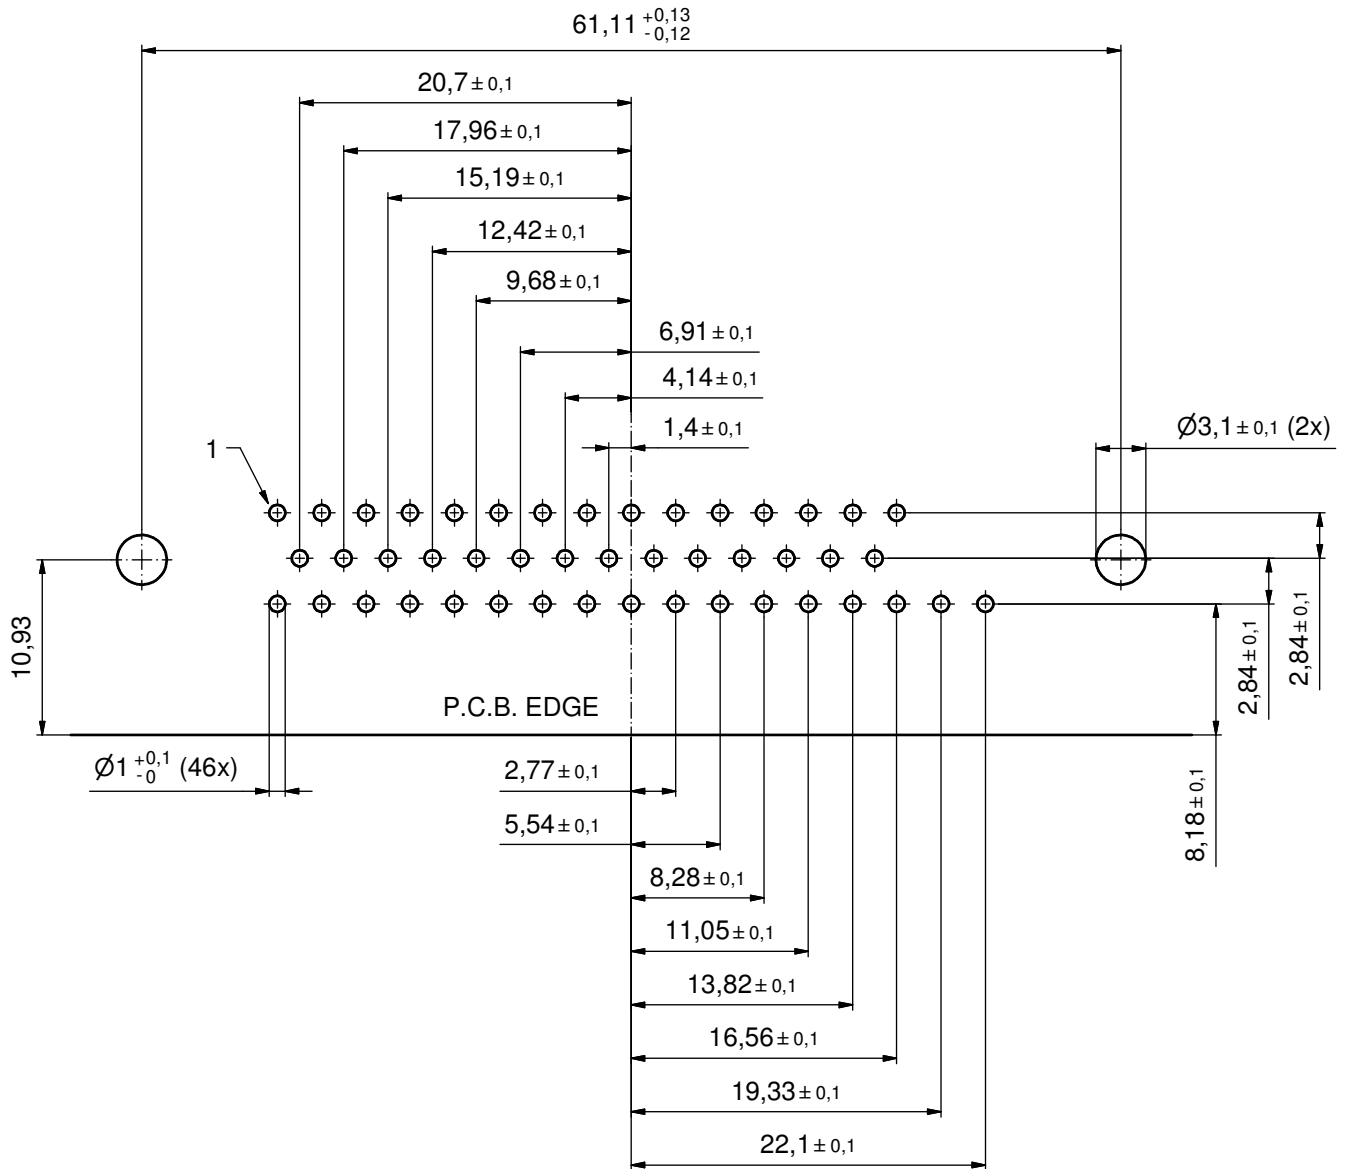 61,11 +0,13 -0,12
20,7 ± 0,1
17,96 ± 0,1
15,19 ± 0,1
12,42 ± 0,1
9,68 ± 0,1
6,91 ± 0,1
4,14 ± 0,1
1,4 ± 0,1
Ø3,1 ± 0,1 (2x)
1
10,93
2,84 ± 0,1
2,84 ± 0,1
P.C.B. EDGE
Ø1 +0,1 -0 (46x)
8,18 ± 0,1
2,77 ± 0,1
5,54 ± 0,1
8,28 ± 0,1
11,05 ± 0,1
13,82 ± 0,1
16,56 ± 0,1
19,33 ± 0,1
22,1 ± 0,1